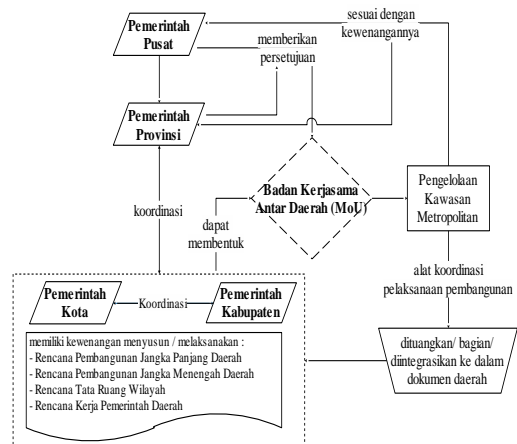 Pemerintah
Pusat
memberikan
persetujuan
sesuai dengan
kewenangannya
Pemerintah
Provinsi
koordinasi
dapat
membentuk
Badan Kerjasama
Antar Daerah (MoU)
Pengelolaan
Kawasan
Metropolitan
alat koordinasi
pelaksanaan pembangunan
Pemerintah
Kota
Koordinasi
Pemerintah
Kabupaten
memiliki kewenangan menyusun / melaksanakan :
- Rencana Pembangunan Jangka Panjang Daerah
- Rencana Pembangunan Jangka Menengah Daerah
- Rencana Tata Ruang Wilayah
- Rencana Kerja Pemerintah Daerah
dituangkan/ bagian/
diintegrasikan ke dalam
dokumen daerah